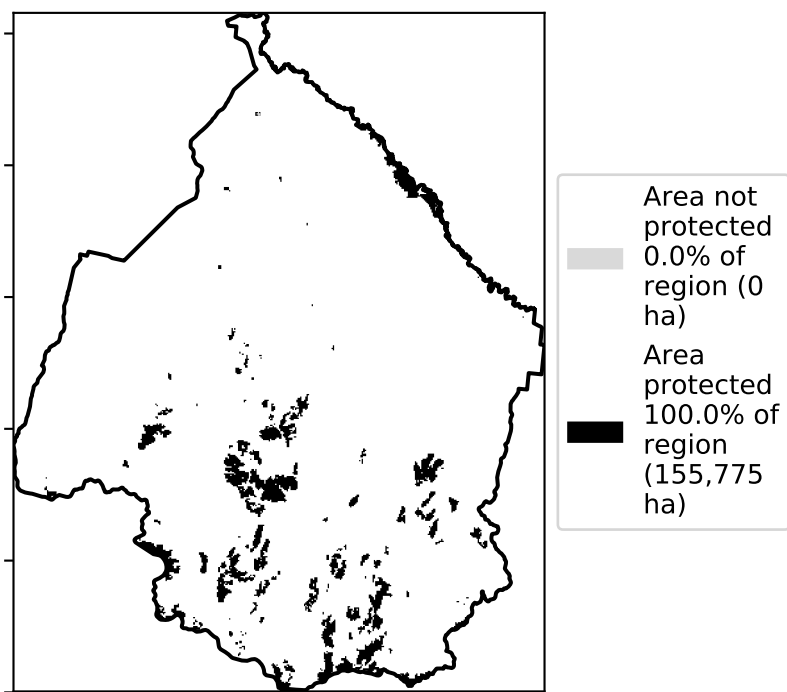 Area not
protected
0.0% of
region (0
ha)
Area
protected
100.0% of
region
(155,775
ha)